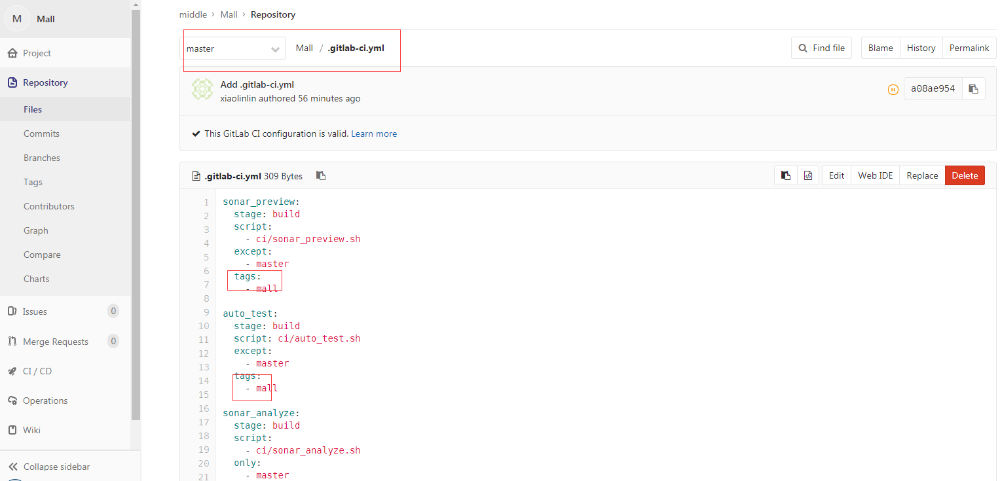 M Mall
Project
Repository
Files
Commits
Branches
Tags
Contributors
Graph
Compare
Charts
Issues 0
Merge Requests 0
CI / CD
Operations
Wiki
Collapse sidebar
middle › Mall › Repository
master Mall / .gitlab-ci.yml Find file Blame History Permalink
Add .gitlab-ci.yml
xiaolinlin authored 56 minutes ago
a08ae954
This GitLab CI configuration is valid. Learn more
.gitlab-ci.yml 309 Bytes Edit Web IDE Replace Delete
1 sonar_preview:
2   stage: build
3   script:
4     - ci/sonar_preview.sh
5   except:
6     - master
7   tags:
8     - mall
9
10 auto_test:
11   stage: build
12   script: ci/auto_test.sh
13   except:
14     - master
15   tags:
16     - mall
17
18 sonar_analyze:
19   stage: build
20   script:
21     - ci/sonar_analyze.sh
  only:
    - master